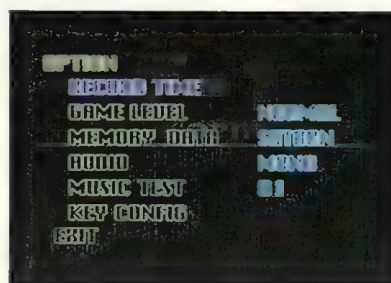 OPTION
RECORD TIME
GAME LEVEL NORMAL
MEMORY DATA SATURN
AUDIO MONO
MUSIC TEST 01
KEY CONFIG
EXIT